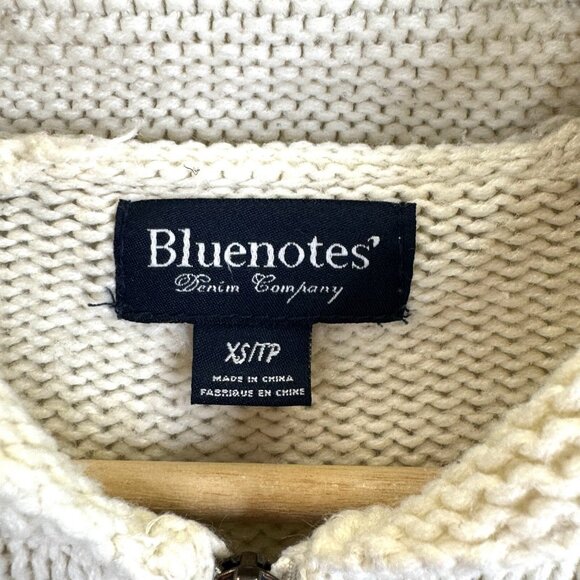 Bluenotes'
Denim Company
XS/TP
MADE IN CHINA
FABRIQUE EN CHINE